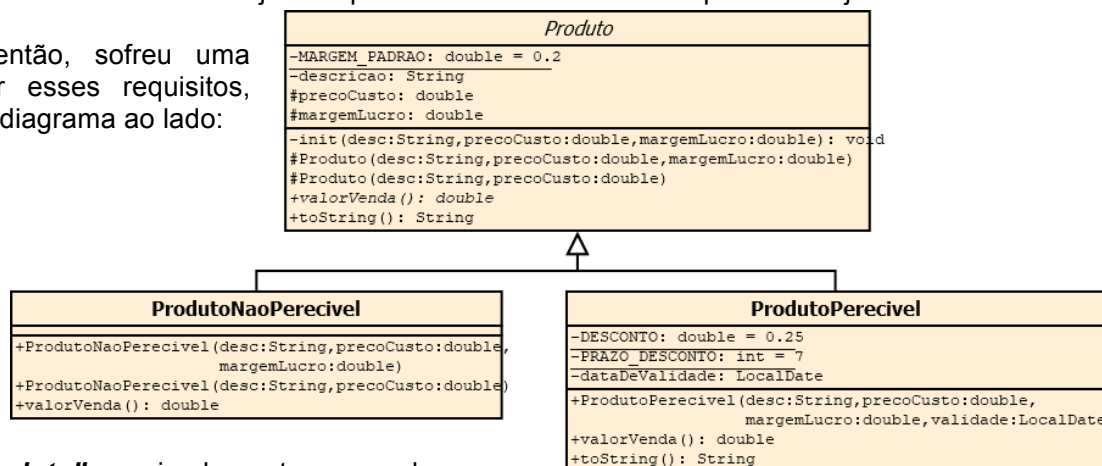 Produto
então, sofreu uma
esses requisitos,
diagrama ao lado:
-MARGEM_PADRAO: double = 0.2
-descricao: String
#precoCusto: double
#margemLucro: double
-init(desc:String,precoCusto:double,margemLucro:double): void
#Produto(desc:String,precoCusto:double,margemLucro:double)
#Produto(desc:String,precoCusto:double)
+valorVenda(): double
+toString(): String
ProdutoNaoPerecivel
+ProdutoNaoPerecivel(desc:String,precoCusto:double,
margemLucro:double)
+ProdutoNaoPerecivel(desc:String,precoCusto:double)
+valorVenda(): double
ProdutoPerecivel
-DESCONTO: double = 0.25
-PRAZO_DESCONTO: int = 7
-dataDeValidade: LocalDate
+ProdutoPerecivel(desc:String,precoCusto:double,
margemLucro:double,validade:LocalDate
+valorVenda(): double
+toString(): String